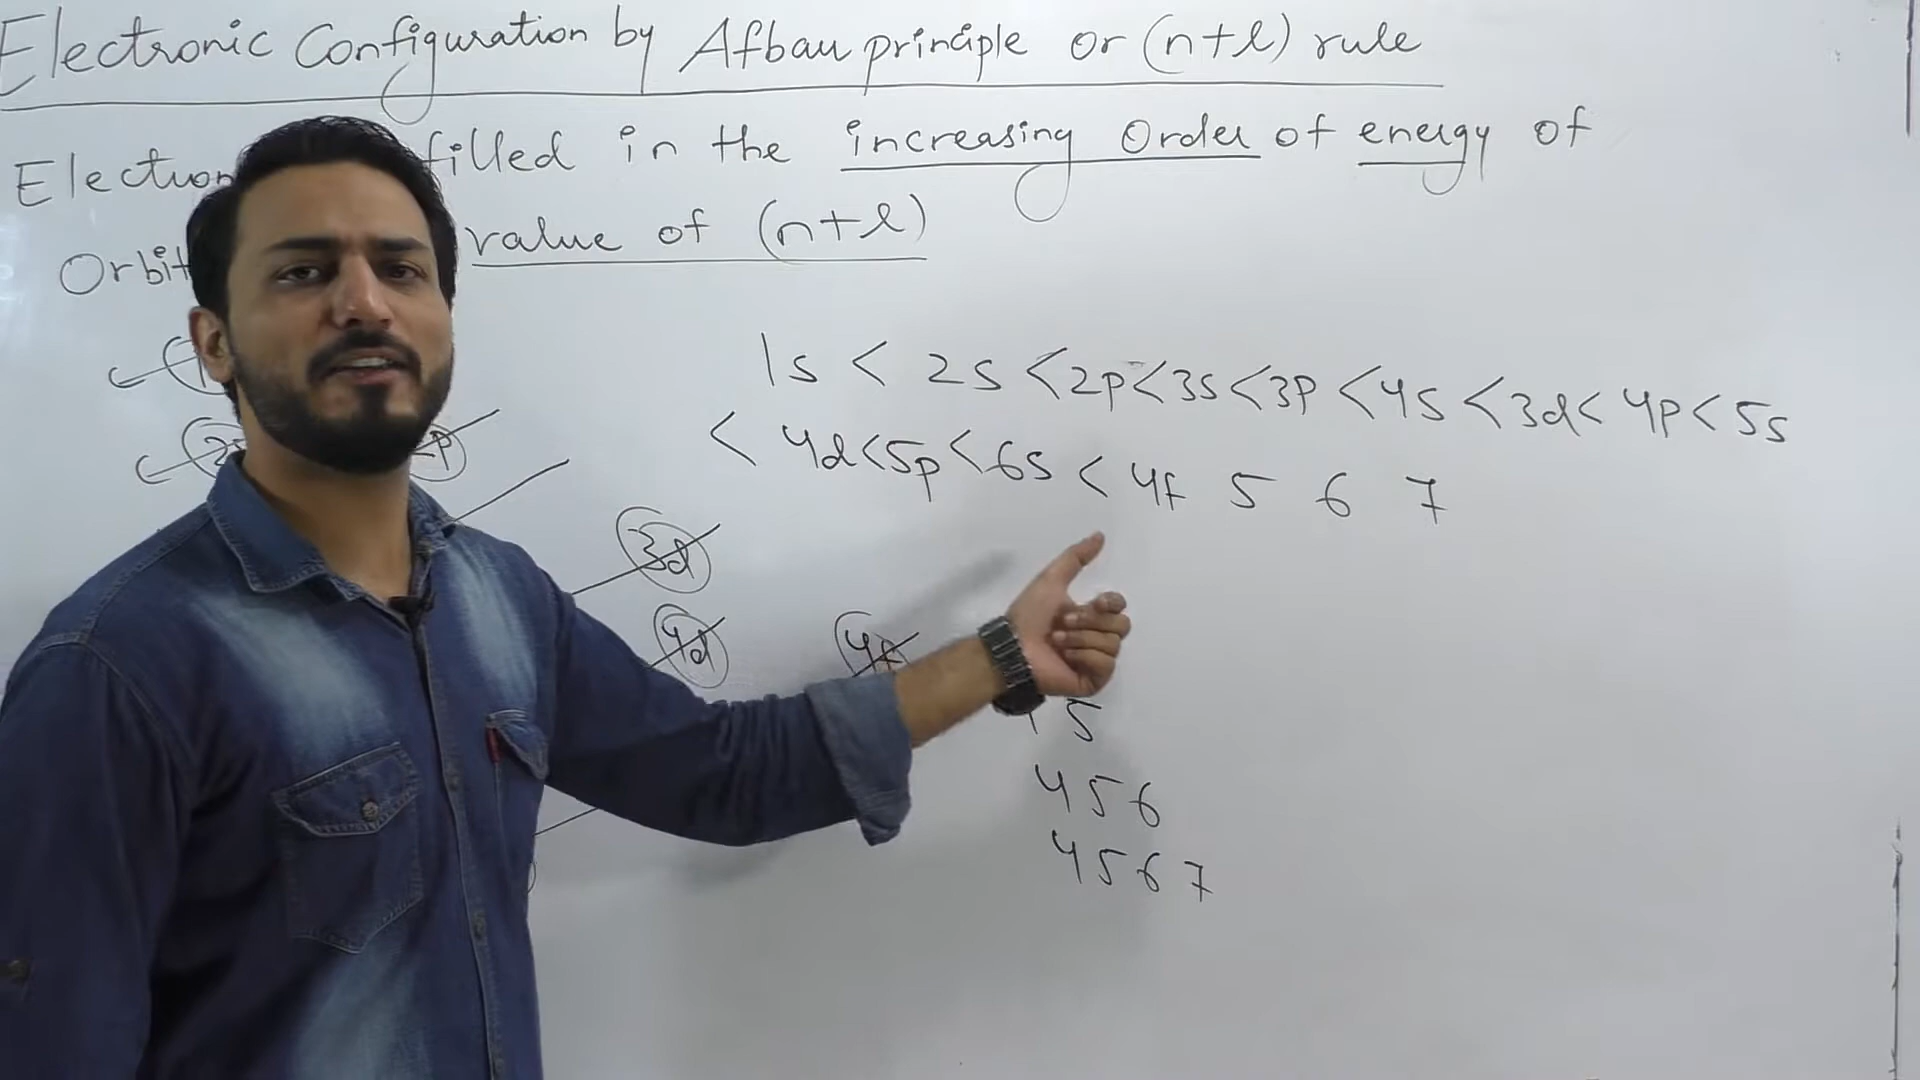 Electronic Configuration by Afbau principle or (n+l) rule
Electron filled in the increasing Order of energy of
Orbit value of (n+l)
1s < 2s < 2p < 3s < 3p < 4s < 3d < 4p < 5s
< 4d < 5p < 6s < 4f 5 6 7
2p
3d
4d 4f
5
4 5 6
4 5 6 7